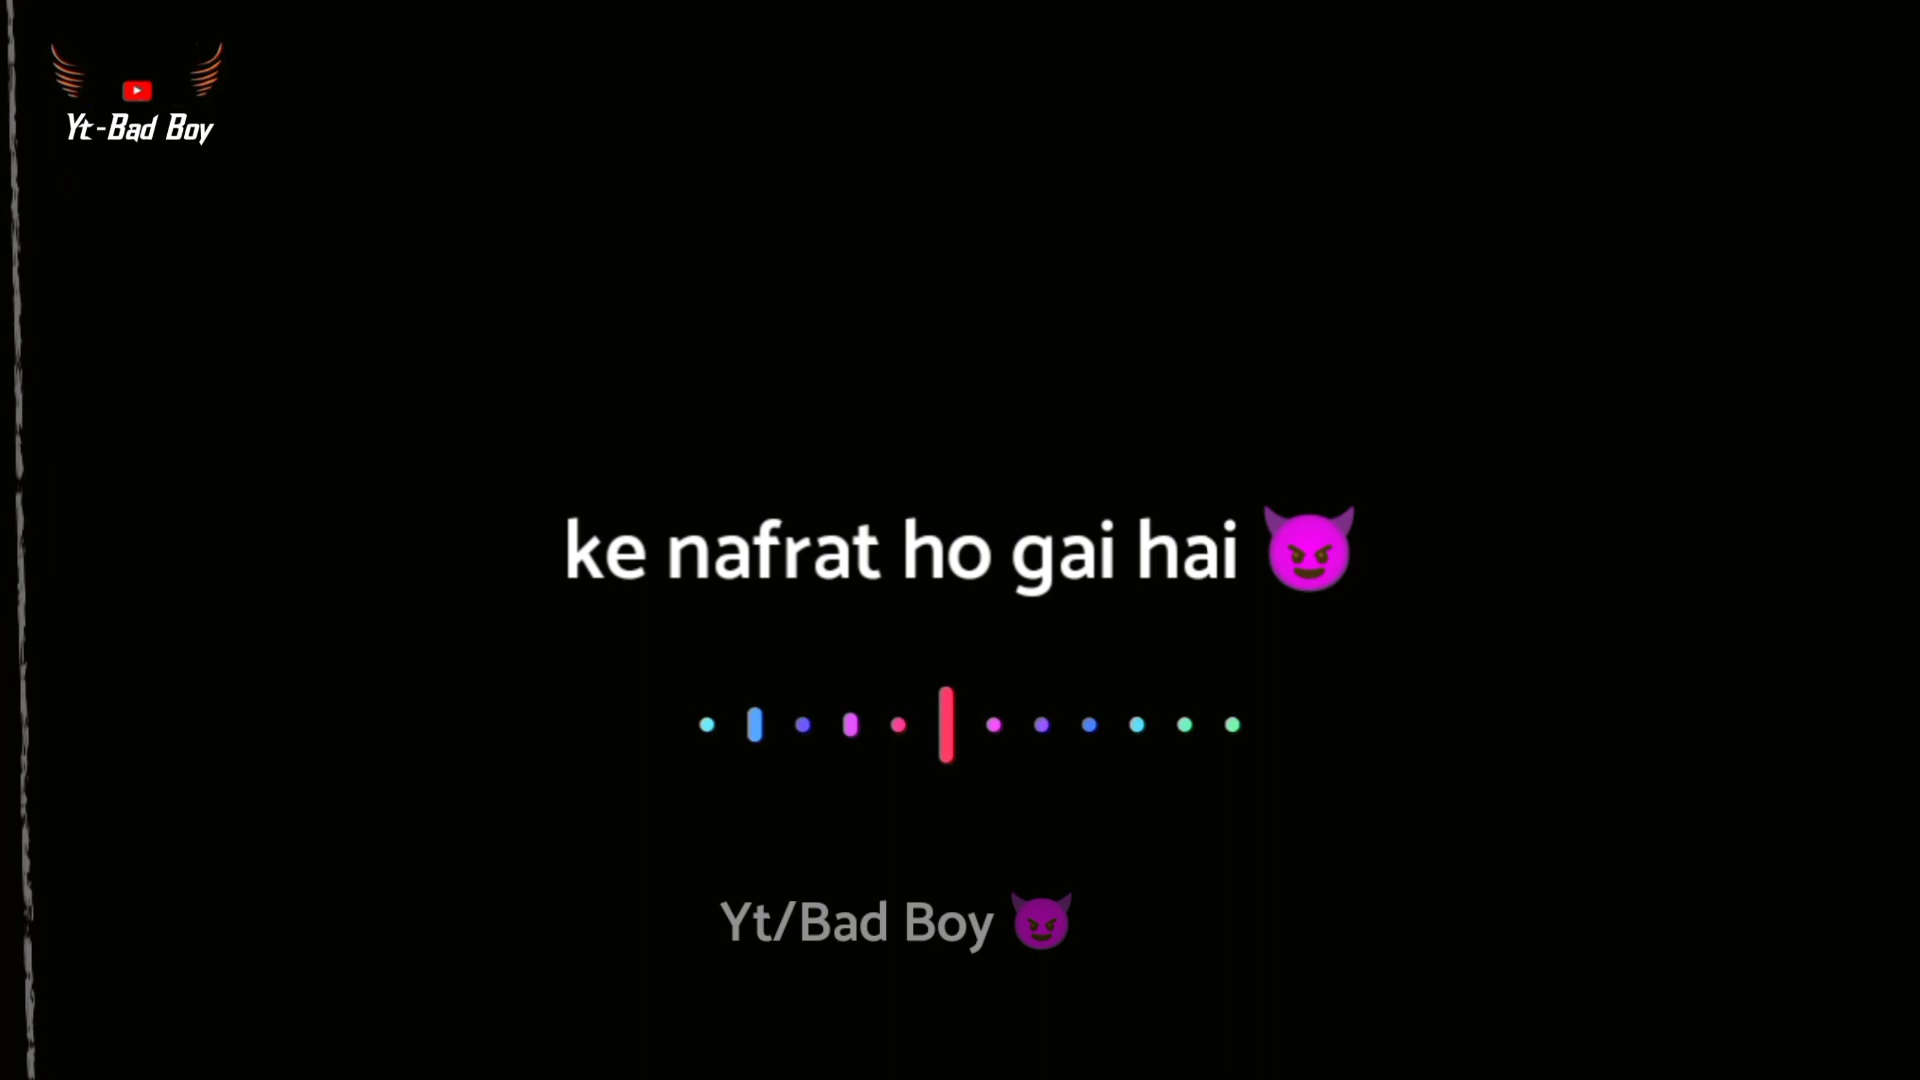 Yt-Bad Boy
ke nafrat ho gai hai 😈
Yt/Bad Boy 😈